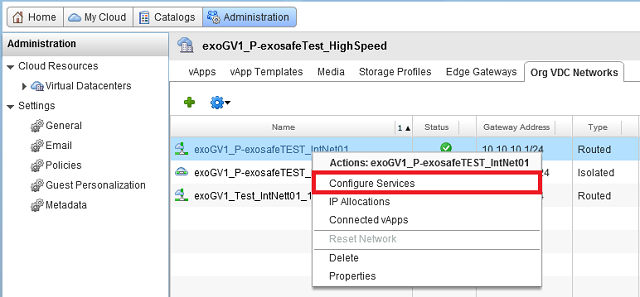 Home My Cloud Catalogs Administration
Administration
Cloud Resources
Virtual Datacenters
Settings
General
Email
Policies
Guest Personalization
Metadata
exoGV1_P-exosafeTest_HighSpeed
vApps vApp Templates Media Storage Profiles Edge Gateways Org VDC Networks
Name 1 Status Gateway Address Type
exoGV1_P-exosafeTEST_IntNet01 10.10.10.1/24 Routed
exoGV1_P-exosafeTEST_ 24 Isolated
exoGV1_Test_IntNett01_1 Routed
Actions: exoGV1_P-exosafeTEST_IntNet01
Configure Services
IP Allocations
Connected vApps
Reset Network
Delete
Properties